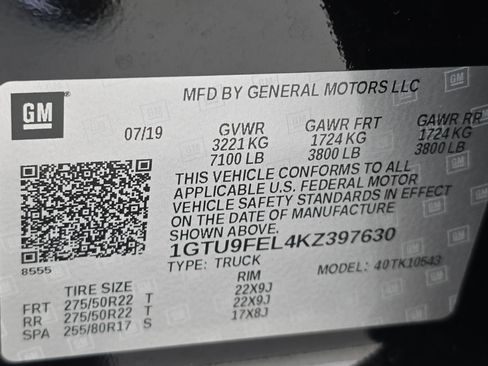 MFD BY GENERAL MOTORS LLC
GM
07/19 GVWR GAWR FRT GAWR RR
3221 KG 1724 KG 1724 KG
7100 LB 3800 LB 3800 LB
THIS VEHICLE CONFORMS TO ALL
APPLICABLE U.S. FEDERAL MOTOR
VEHICLE SAFETY STANDARDS IN EFFECT
ON THE DATE OF MANUFACTURE
SHOWN ABOVE.
1GTU9FEL4KZ397630
8555
TYPE: TRUCK MODEL: 40TK10543
TIRE SIZE RIM
FRT 275/50R22 T 22X9J
RR 275/50R22 T 22X9J
SPA 255/80R17 S 17X8J